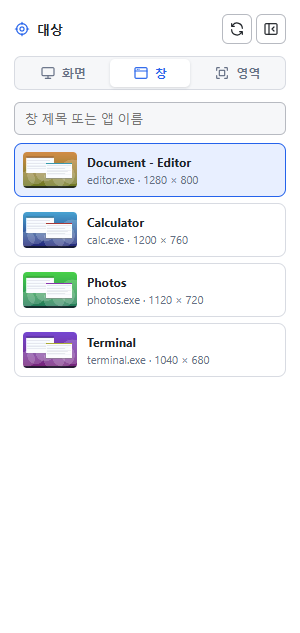 대상
화면
창
영역
창 제목 또는 앱 이름
Document - Editor
editor.exe · 1280 × 800
Calculator
calc.exe · 1200 × 760
Photos
photos.exe · 1120 × 720
Terminal
terminal.exe · 1040 × 680